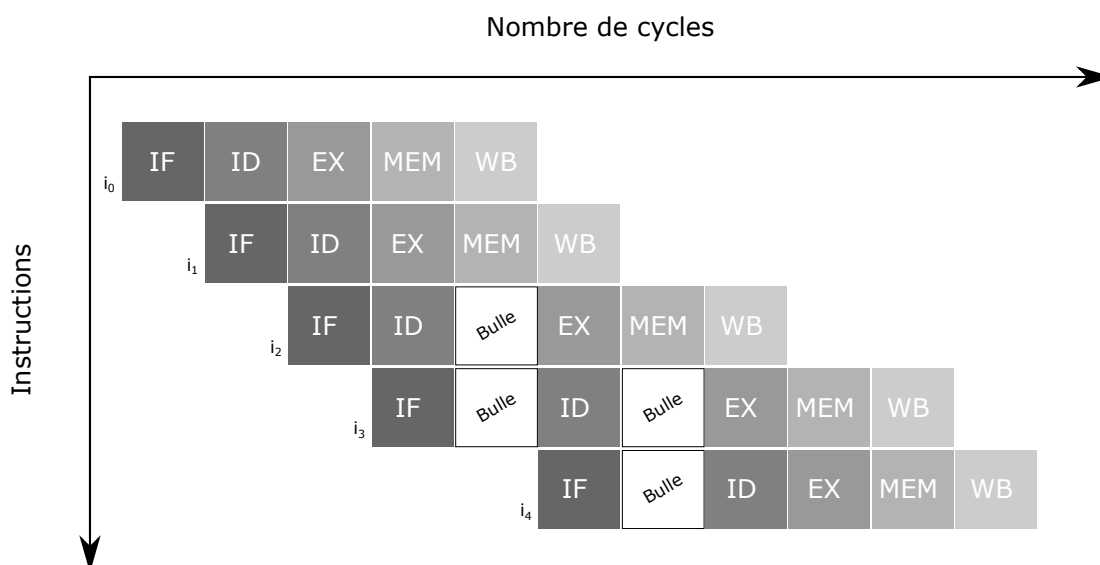 Nombre de cycles
Instructions
i0 IF ID EX MEM WB
i1 IF ID EX MEM WB
i2 IF ID Bulle EX MEM WB
i3 IF Bulle ID Bulle EX MEM WB
i4 IF Bulle ID EX MEM WB